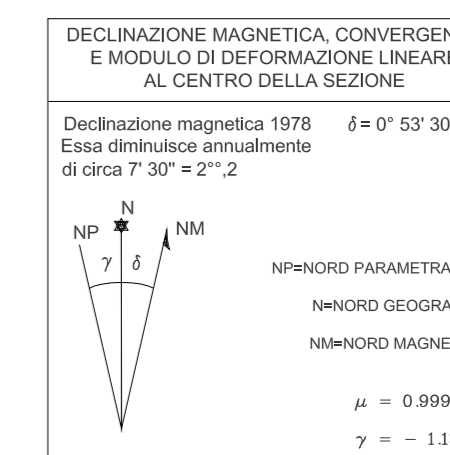 DECLINAZIONE MAGNETICA, CONVERGEN
E MODULO DI DEFORMAZIONE LINEARE
AL CENTRO DELLA SEZIONE
Declinazione magnetica 1978 δ = 0° 53' 30
Essa diminuisce annualmente
di circa 7' 30" = 2°°,2
N
NP NM
γ δ
NP=NORD PARAMETRA
N=NORD GEOGRA
NM=NORD MAGNE
μ = 0.999
γ = - 1.1